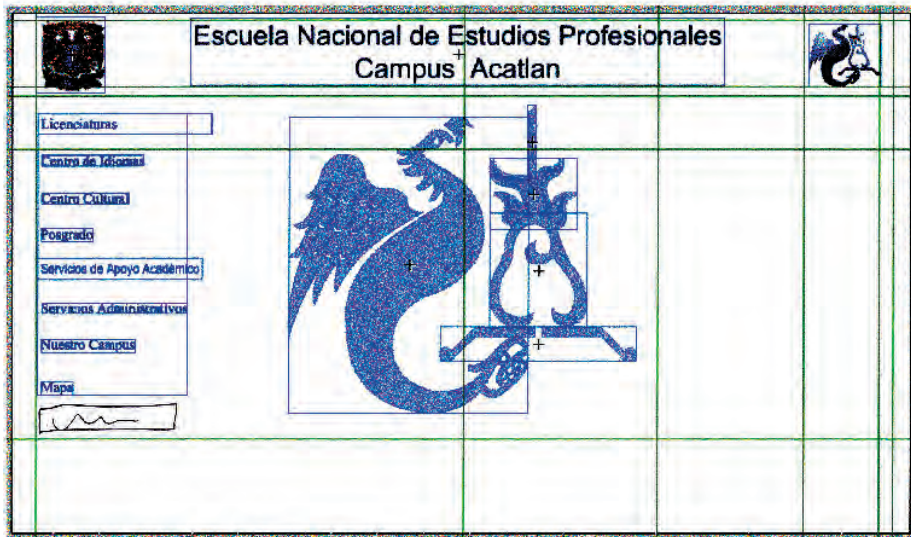 Escuela Nacional de Estudios Profesionales
Campus Acatlan
Licenciaturas
Centro de Idiomas
Centro Cultural
Posgrado
Servicios de Apoyo Académico
Servicios Administrativos
Nuestro Campus
Mapa